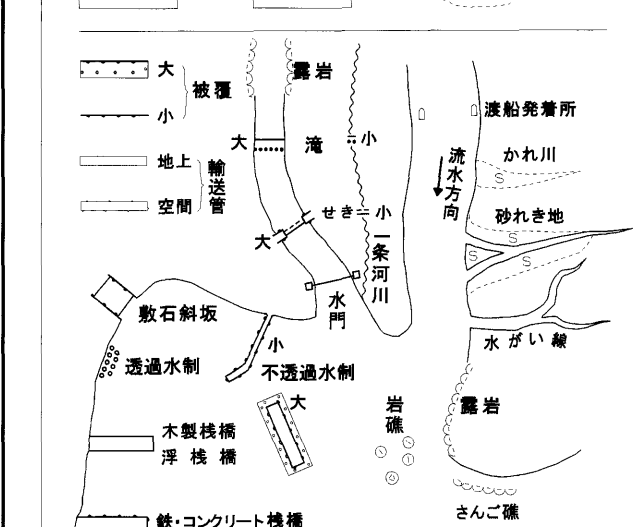 大
被覆
小
地上
輸送管
空間
露岩
大
滝
小
せき
小
大
一条河川
水門
渡船発着所
流水方向
かれ川
S
砂れき地
S
S
S
水がい線
敷石斜坂
透過水制
小
不透過水制
大
岩礁
露岩
木製桟橋
浮桟橋
さんご礁
鉄・コンクリート桟橋